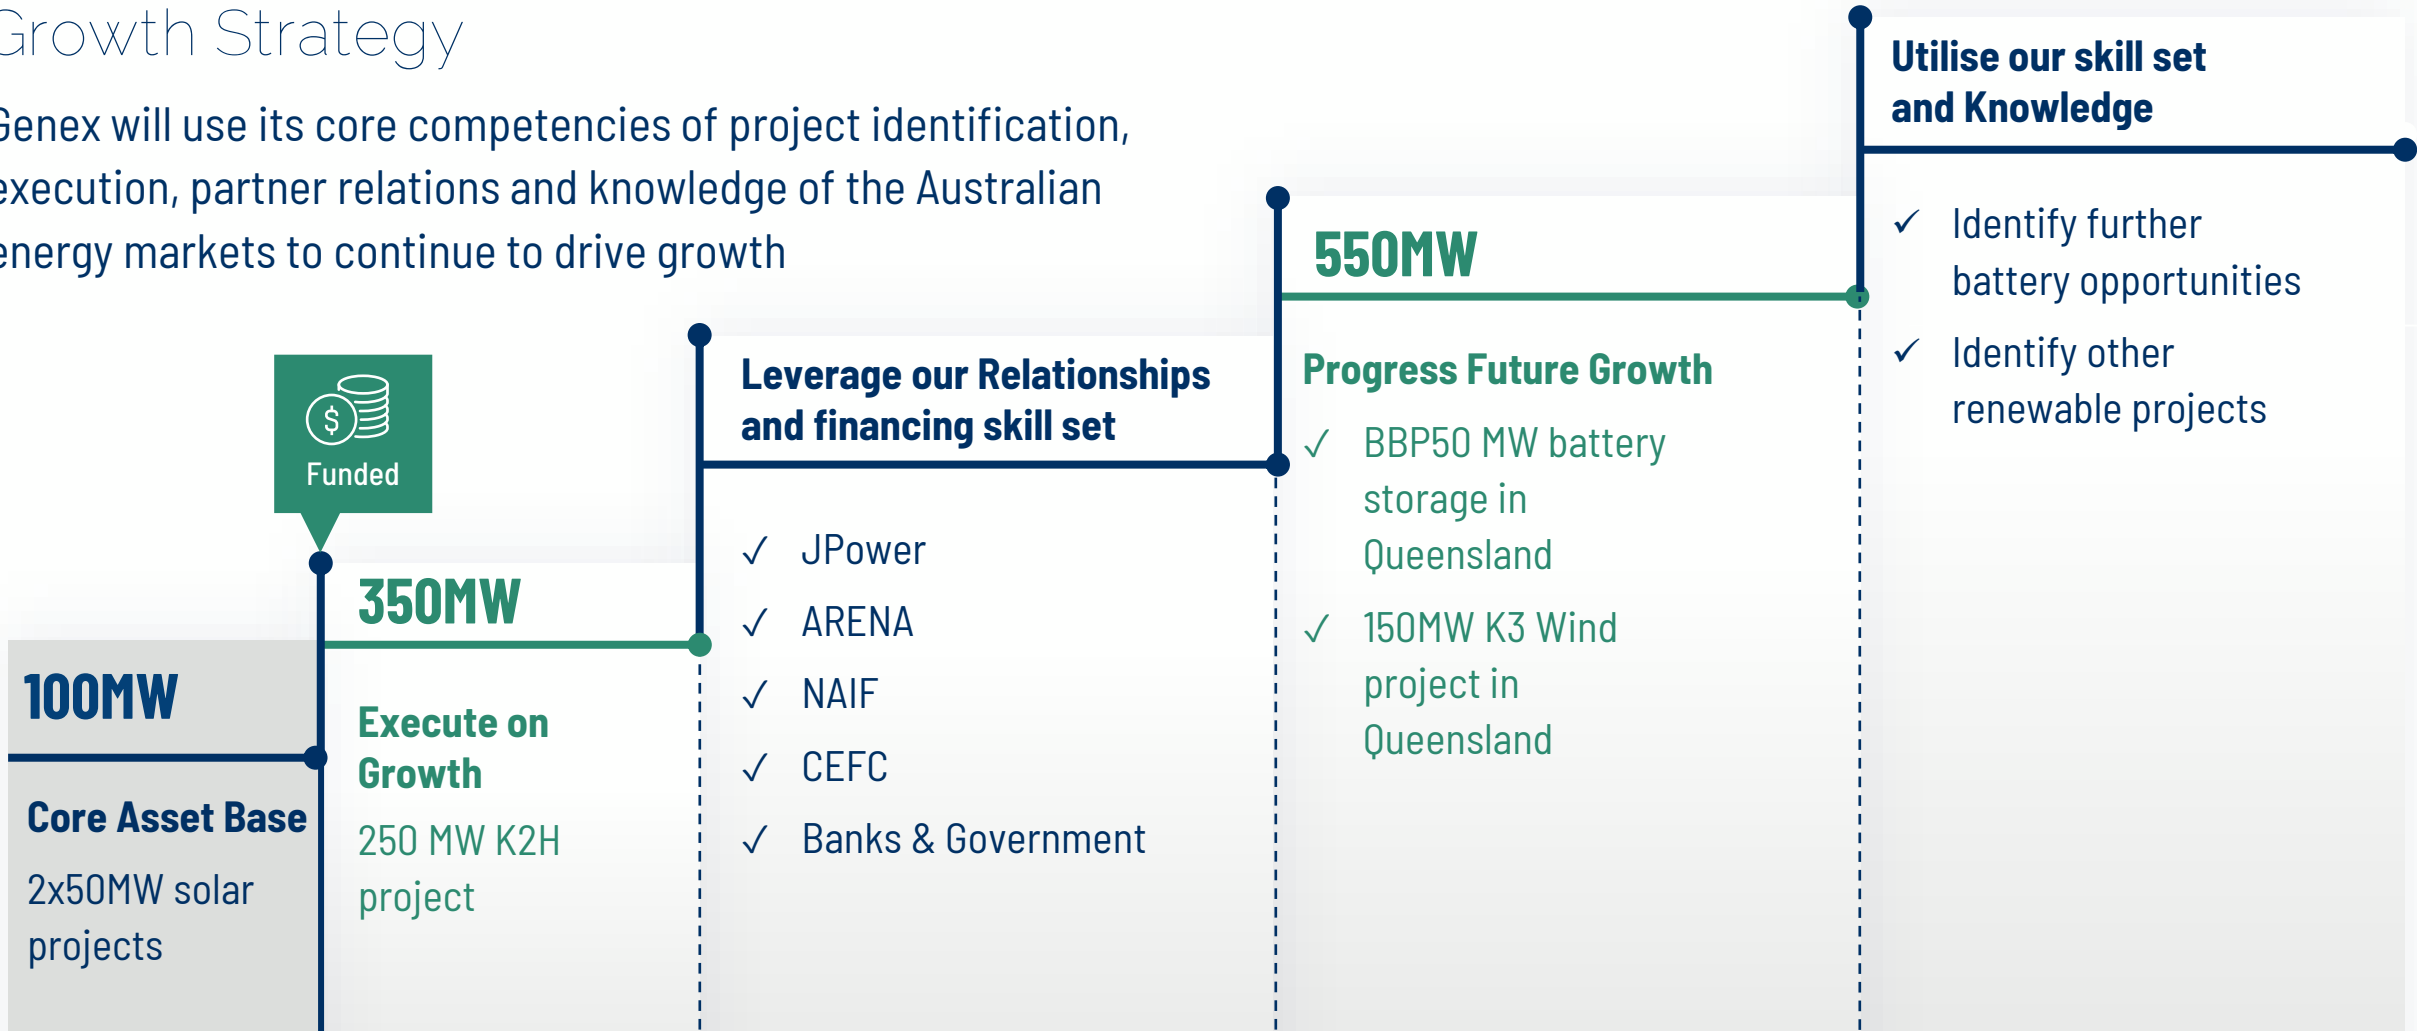 Growth Strategy
Genex will use its core competencies of project identification,
execution, partner relations and knowledge of the Australian
energy markets to continue to drive growth
$
Funded
100MW
Core Asset Base
2x50MW solar
projects
350MW
Execute on
Growth
250 MW K2H
project
Leverage our Relationships
and financing skill set
✓ JPower
✓ ARENA
✓ NAIF
✓ CEFC
✓ Banks & Government
550MW
Progress Future Growth
✓ BBP50 MW battery
storage in
Queensland
✓ 150MW K3 Wind
project in
Queensland
Utilise our skill set
and Knowledge
✓ Identify further
battery opportunities
✓ Identify other
renewable projects